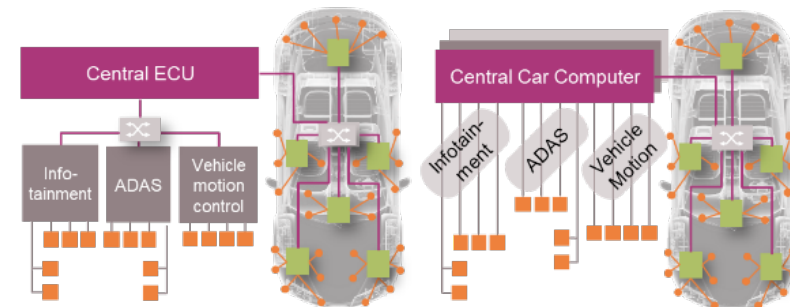 Central ECU
Info-
tainment
ADAS
Vehicle
motion
control
Central Car Computer
Infotain-
ment
ADAS
Vehicle
Motion